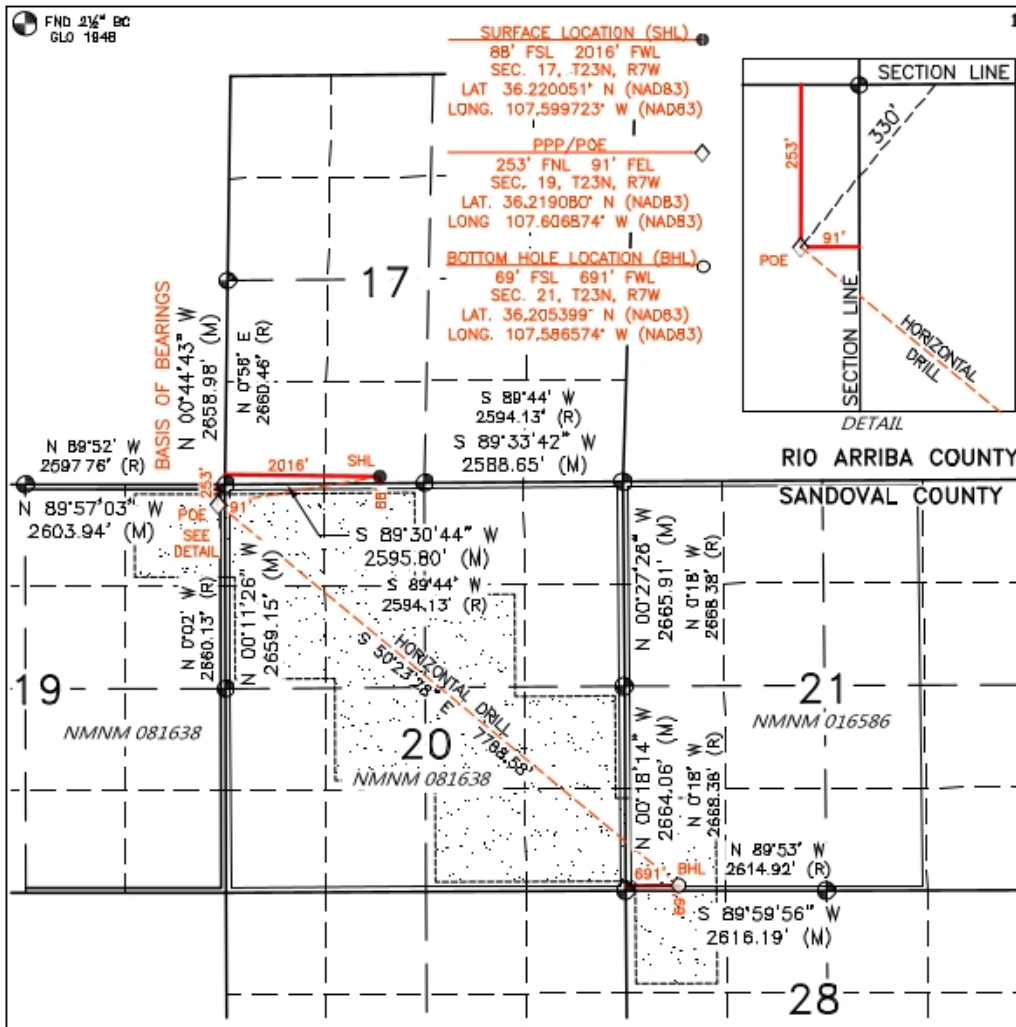 FND 2½" BC
GLO 1948
1
SURFACE LOCATION (SHL)
88' FSL 2016' FWL
SEC. 17, T23N, R7W
LAT 36.220051° N (NAD83)
LONG. 107.599723° W (NAD83)
PPP/POE
253' FNL 91' FEL
SEC. 19, T23N, R7W
LAT. 36.219080° N (NAD83)
LONG. 107.606874° W (NAD83)
BOTTOM HOLE LOCATION (BHL)
69' FSL 691' FWL
SEC. 21, T23N, R7W
LAT. 36.205399° N (NAD83)
LONG. 107.586574° W (NAD83)
SECTION LINE
330'
253'
91'
POE
SECTION LINE
HORIZONTAL
DRILL
DETAIL
17
BASIS OF BEARINGS
N 00°44'43" W
2658.98' (M)
N 0°56' E
2660.46' (R)
S 89°44' W
2594.13' (R)
S 89°33'42" W
2588.65' (M)
N 89°52' W
2597.76' (R)
2016'
SHL
RIO ARRIBA COUNTY
SANDOVAL COUNTY
253'
91'
88'
N 89°57'03" W
2603.94' (M)
POE
SEE
DETAIL
S 89°30'44" W
2595.80' (M)
S 89°44' W
2594.13' (R)
N 0°02' W
2660.13' (R)
N 00°11'26" W
2659.15' (M)
N 00°27'26" W
2665.91' (M)
N 0°18' W
2668.38' (R)
HORIZONTAL DRILL
S 50°23'28" E 7788.58'
19
NMNM 081638
20
NMNM 081638
21
NMNM 016586
N 00°18'14" W
2664.06' (M)
N 0°18' W
2668.38' (R)
N 89°53' W
2614.92' (R)
691'
BHL
69'
S 89°59'56" W
2616.19' (M)
28